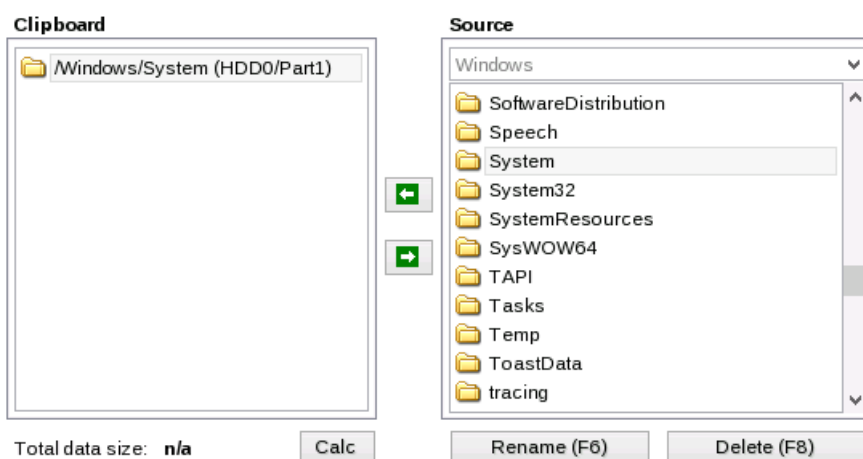 Clipboard
/Windows/System (HDD0/Part1)
Total data size: n/a
Calc
Source
Windows
SoftwareDistribution
Speech
System
System32
SystemResources
SysWOW64
TAPI
Tasks
Temp
ToastData
tracing
Rename (F6)
Delete (F8)